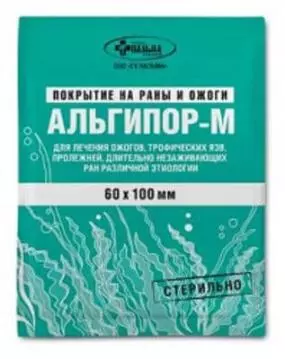 ПАЛЬМА
ПОКРЫТИЕ НА РАНЫ И ОЖОГИ
АЛЬГИПОР-М
ДЛЯ ЛЕЧЕНИЯ ОЖОГОВ, ТРОФИЧЕСКИХ ЯЗВ,
ПРОЛЕЖНЕЙ, ДЛИТЕЛЬНО НЕЗАЖИВАЮЩИХ
РАН РАЗЛИЧНОЙ ЭТИОЛОГИИ
60 х 100 мм
СТЕРИЛЬНО